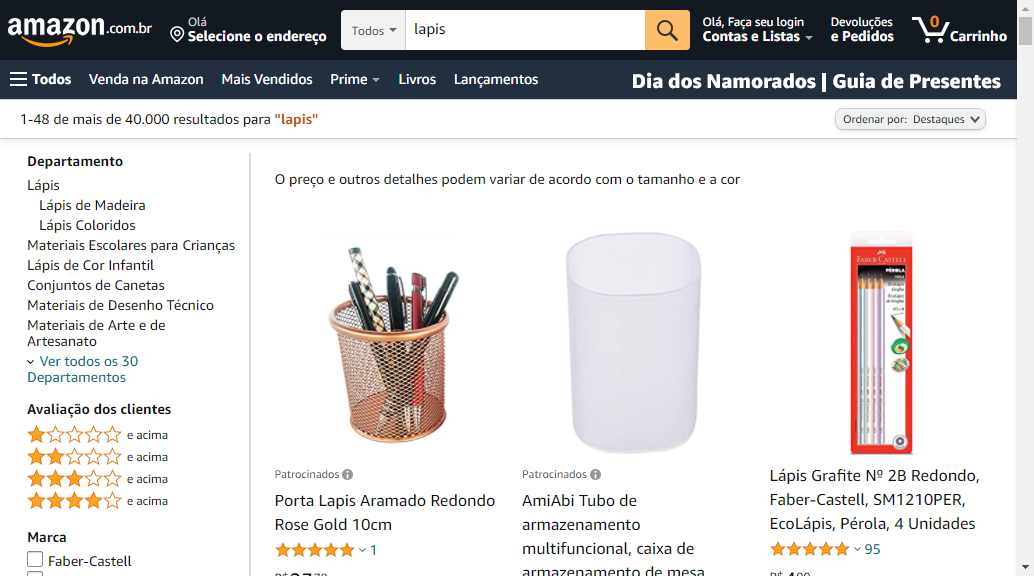 amazon.com.br
Olá
Selecione o endereço
Todos
lapis
Olá, Faça seu login
Contas e Listas
Devoluções
e Pedidos
0
Carrinho
Todos
Venda na Amazon
Mais Vendidos
Prime
Livros
Lançamentos
Dia dos Namorados | Guia de Presentes
1-48 de mais de 40.000 resultados para "lapis"
Ordenar por: Destaques
Departamento
Lápis
Lápis de Madeira
Lápis Coloridos
Materiais Escolares para Crianças
Lápis de Cor Infantil
Conjuntos de Canetas
Materiais de Desenho Técnico
Materiais de Arte e de
Artesanato
Ver todos os 30
Departamentos
Avaliação dos clientes
e acima
e acima
e acima
e acima
Marca
Faber-Castell
O preço e outros detalhes podem variar de acordo com o tamanho e a cor
Patrocinados
Porta Lapis Aramado Redondo
Rose Gold 10cm
1
Patrocinados
AmiAbi Tubo de
armazenamento
multifuncional, caixa de
armazenamento de mesa
FABER-CASTELL
PÉROLA
Lápis Grafite Nº 2B Redondo,
Faber-Castell, SM1210PER,
EcoLápis, Pérola, 4 Unidades
95